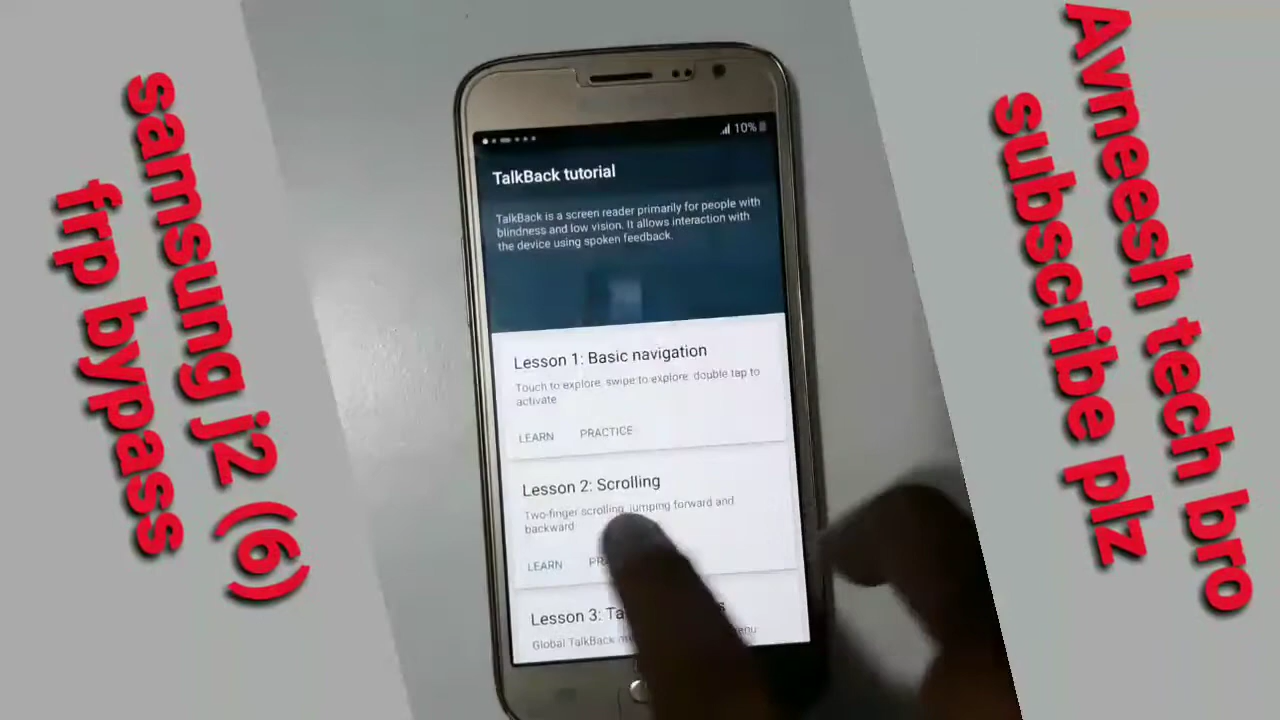 samsung j2 (6)
frp bypass
10%
TalkBack tutorial
TalkBack is a screen reader primarily for people with
blindness and low vision. It allows interaction with
the device using spoken feedback.
Lesson 1: Basic navigation
Touch to explore, swipe to explore, double tap to
activate
LEARN PRACTICE
Lesson 2: Scrolling
Two-finger scrolling, jumping forward and
backward
LEARN
Lesson 3:
Global TalkBack
Avneesh tech bro
subscribe plz